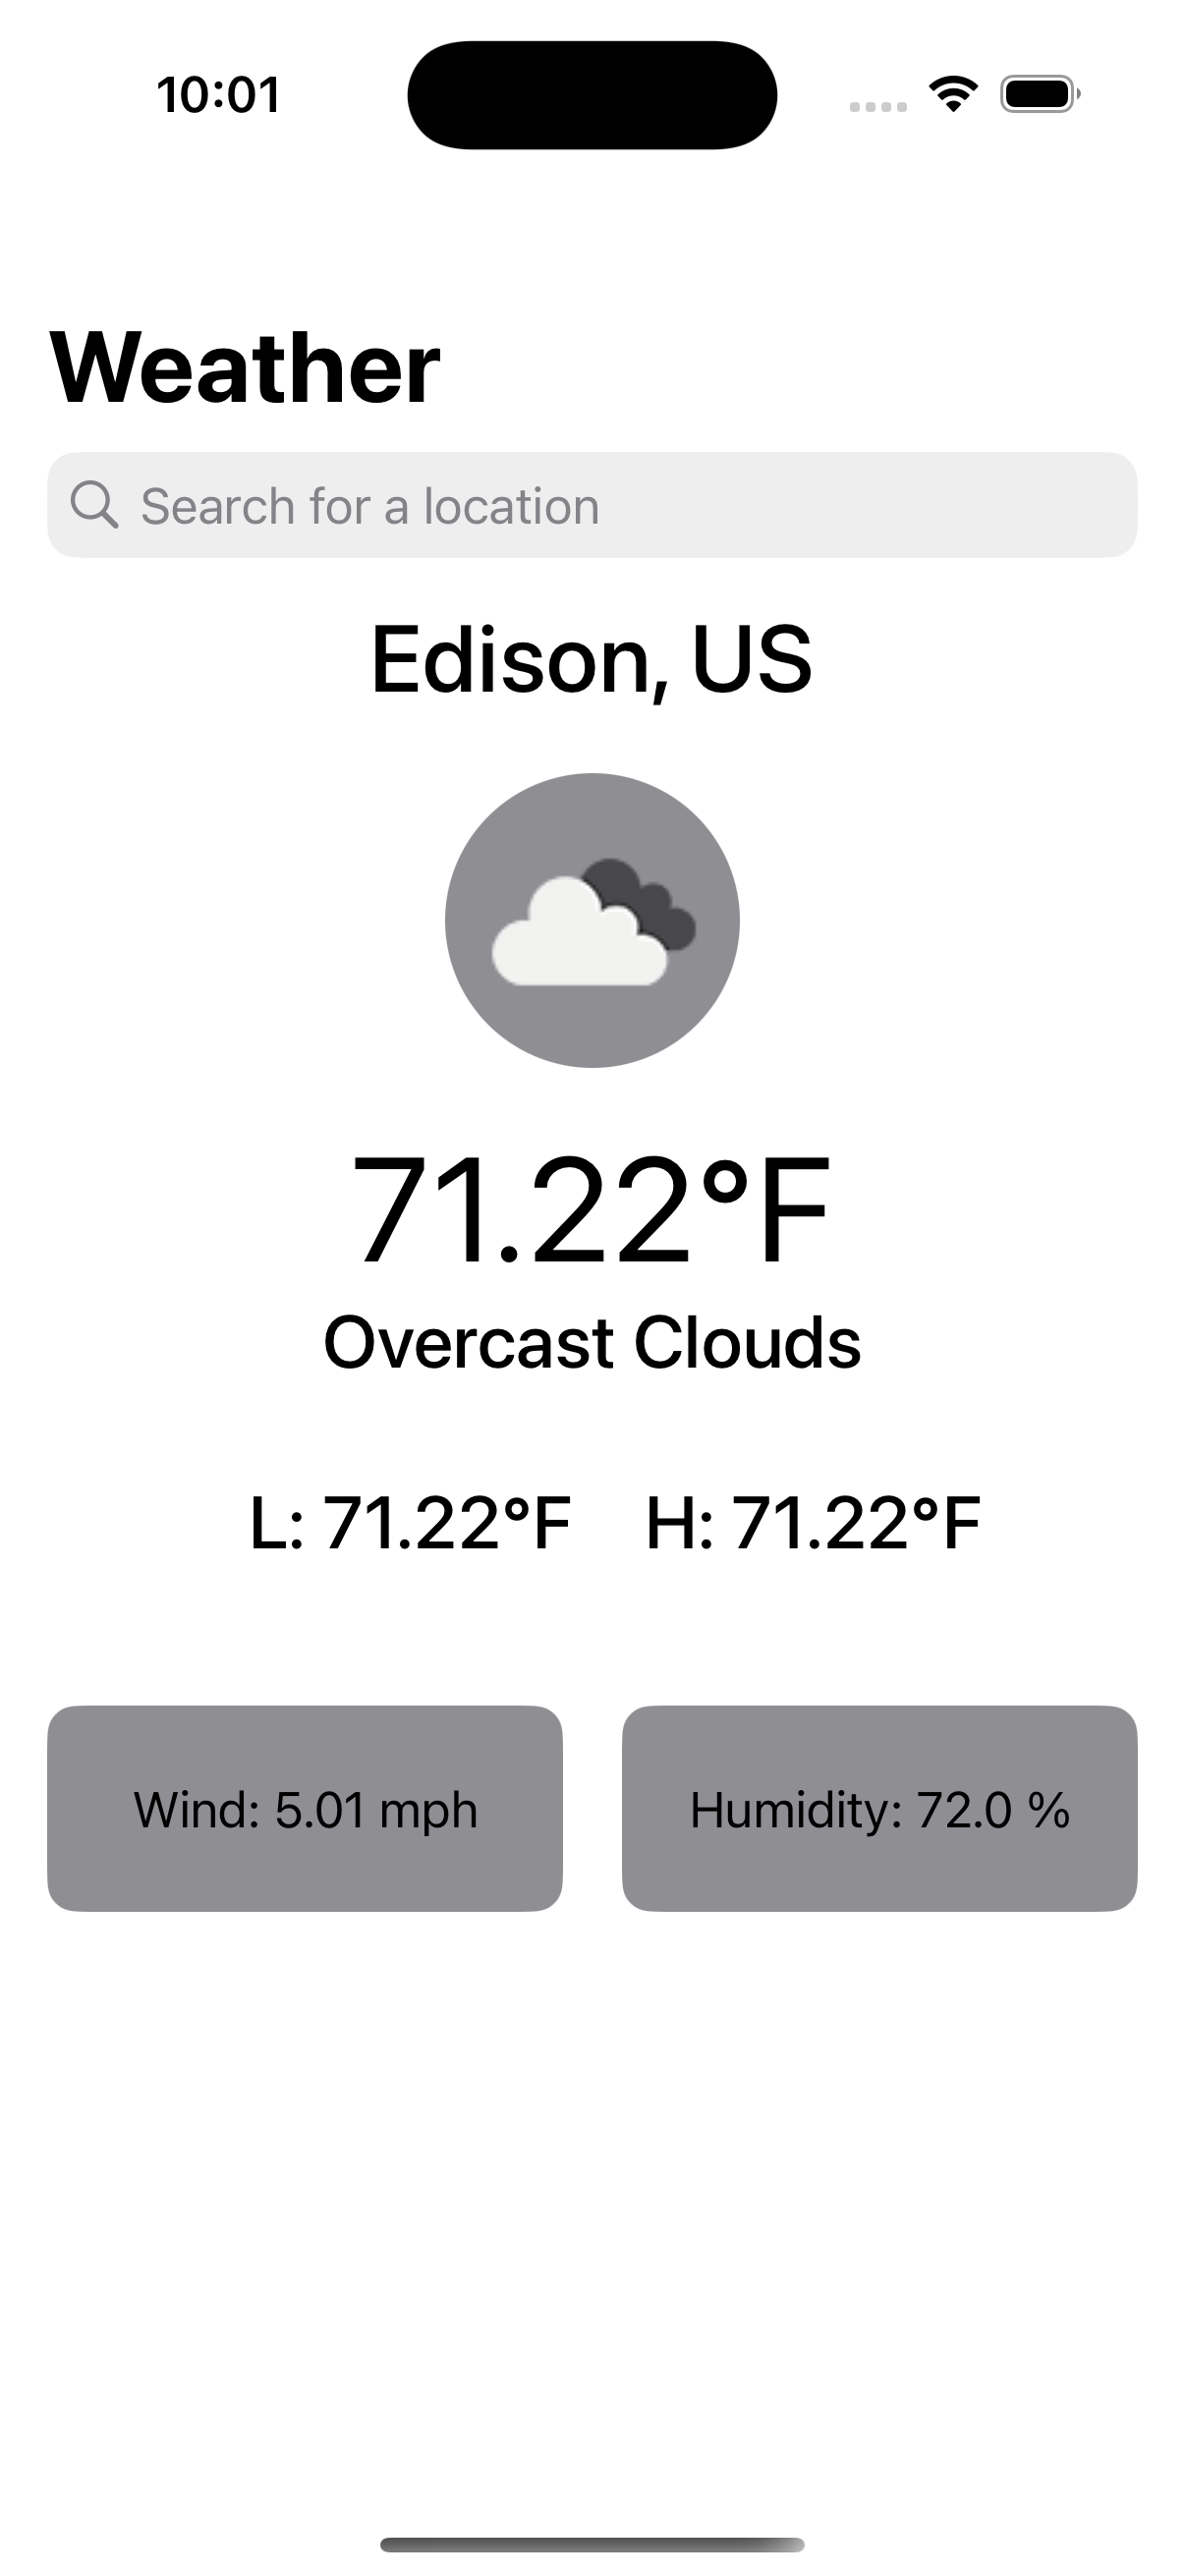 10:01
Weather
Search for a location
Edison, US
71.22°F
Overcast Clouds
L: 71.22°F H: 71.22°F
Wind: 5.01 mph Humidity: 72.0 %